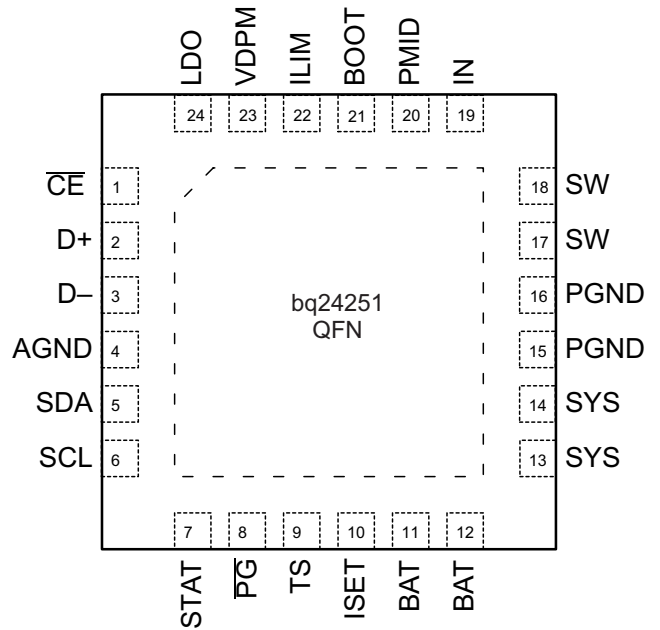 LDO
VDPM
ILIM
BOOT
PMID
IN
24
23
22
21
20
19
CE
1
18
SW
D+
2
17
SW
D–
3
16
PGND
AGND
4
15
PGND
SDA
5
14
SYS
SCL
6
13
SYS
bq24251
QFN
7
8
9
10
11
12
STAT
PG
TS
ISET
BAT
BAT